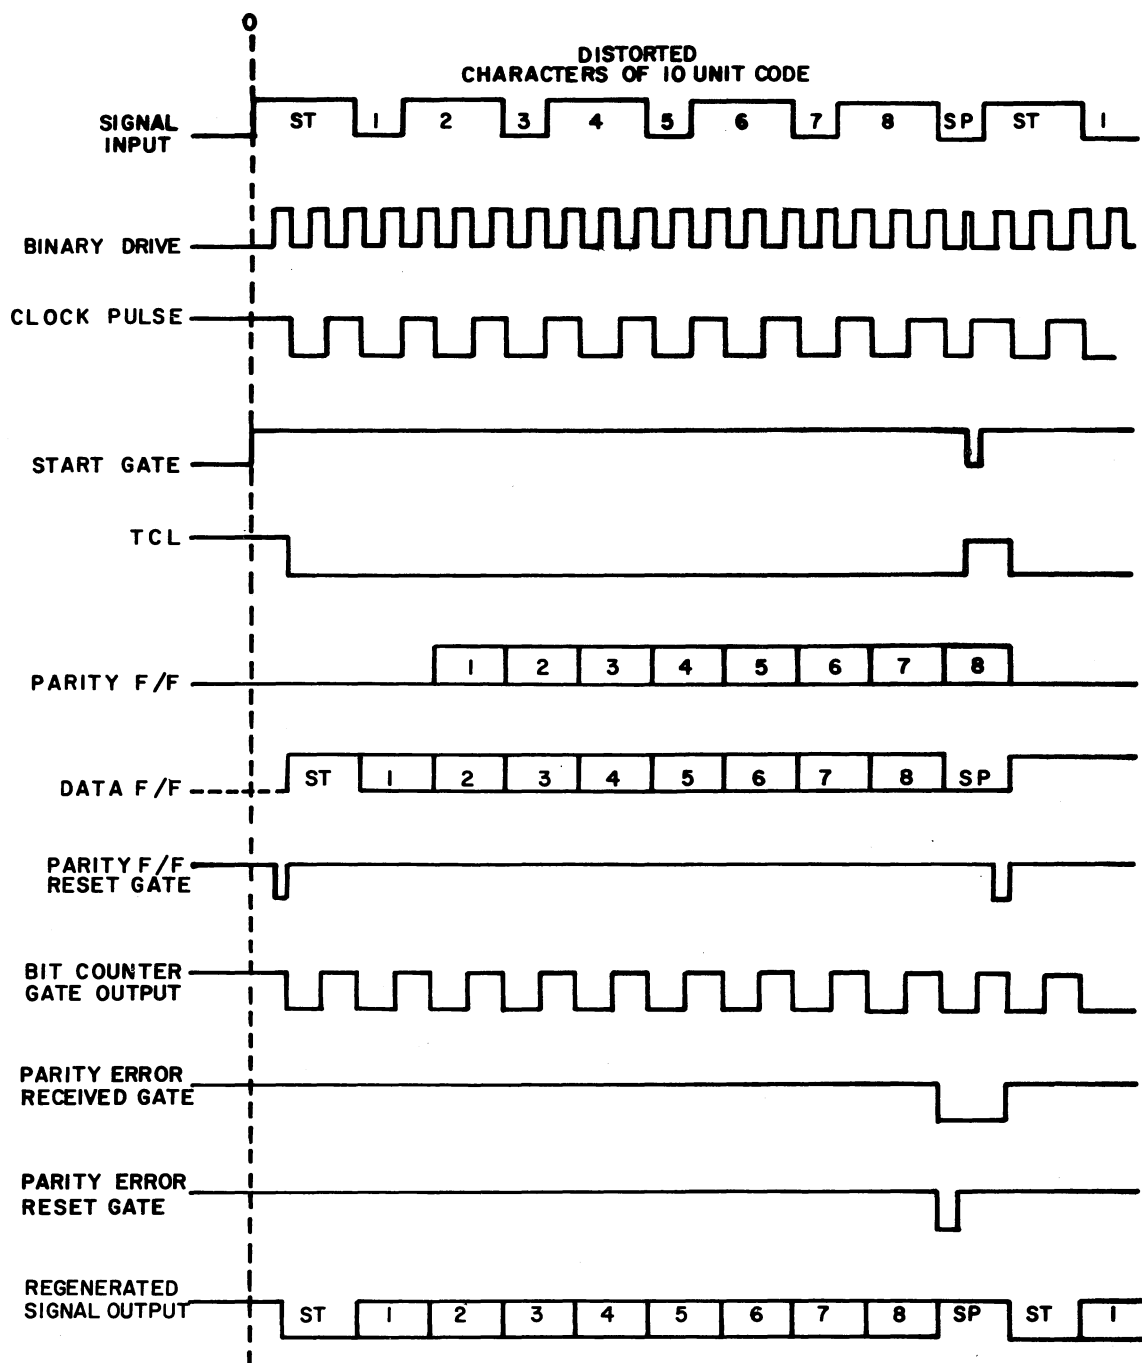 0
DISTORTED
CHARACTERS OF 10 UNIT CODE
SIGNAL
INPUT
ST 1 2 3 4 5 6 7 8 SP ST 1
BINARY DRIVE
CLOCK PULSE
START GATE
TCL
PARITY F/F
1 2 3 4 5 6 7 8
DATA F/F
ST 1 2 3 4 5 6 7 8 SP
PARITY F/F
RESET GATE
BIT COUNTER
GATE OUTPUT
PARITY ERROR
RECEIVED GATE
PARITY ERROR
RESET GATE
REGENERATED
SIGNAL OUTPUT
ST 1 2 3 4 5 6 7 8 SP ST 1